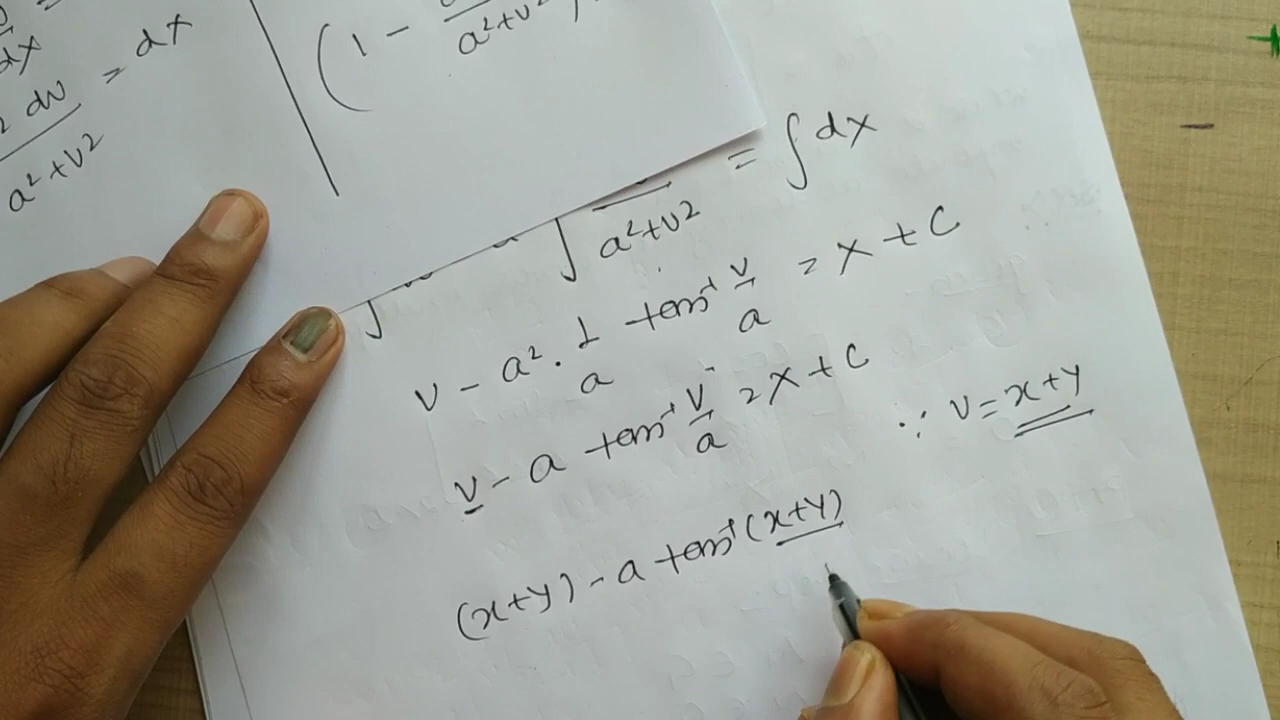 dx
dv = dx
a²+v²
(1 -
a²+v²
∫ a²+v² = ∫dx
v - a² · 1/a tan⁻¹ v/a = x + c
v - a tan⁻¹ v/a = x + c ∵ v = x+y
(x+y) - a tan⁻¹ (x+y)